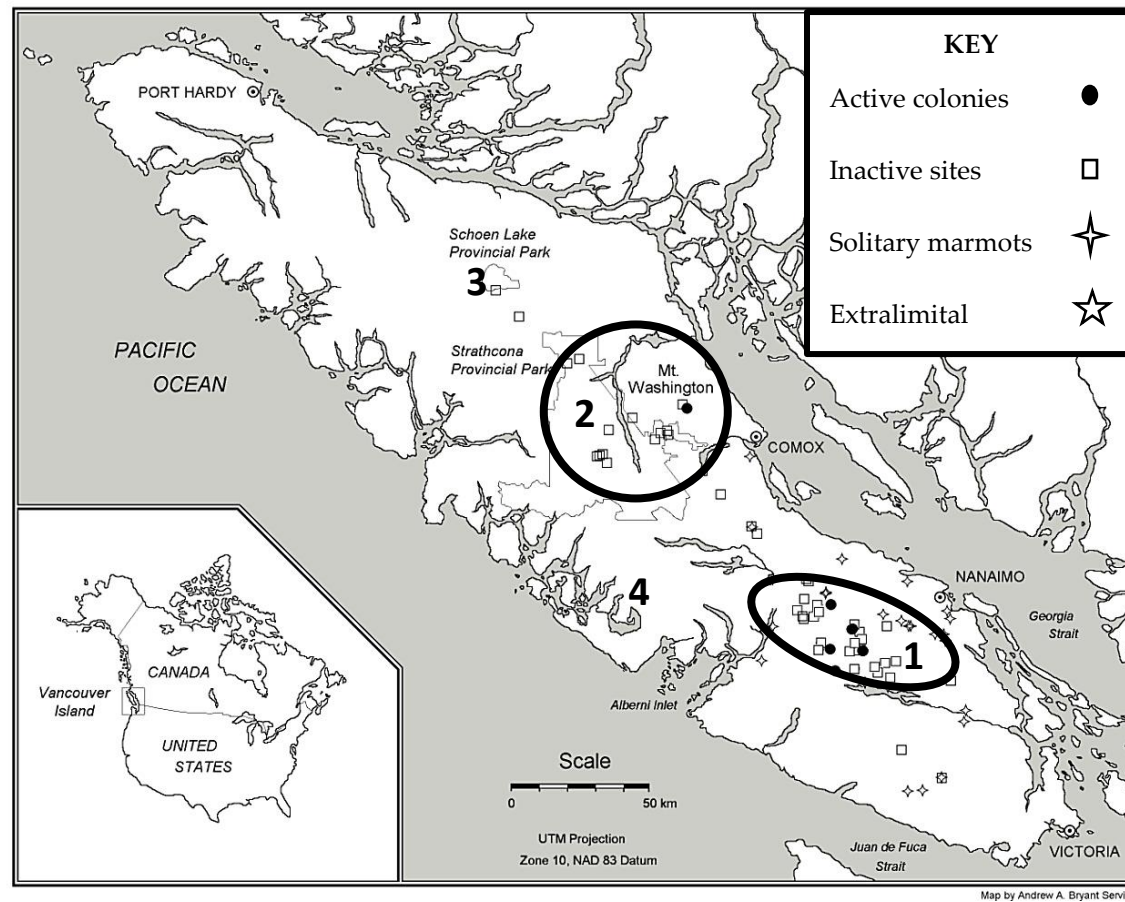 KEY
Active colonies
Inactive sites
Solitary marmots
Extralimital
PORT HARDY
Schoen Lake
Provincial Park
3
PACIFIC
OCEAN
Strathcona
Provincial Park
Mt.
Washington
2
COMOX
4
NANAIMO
Georgia
Strait
1
CANADA
Vancouver
Island
UNITED
STATES
Alberni Inlet
Scale
0 50 km
UTM Projection
Zone 10, NAD 83 Datum
Juan de Fuca
Strait
VICTORIA
Map by Andrew A. Bryant Servi